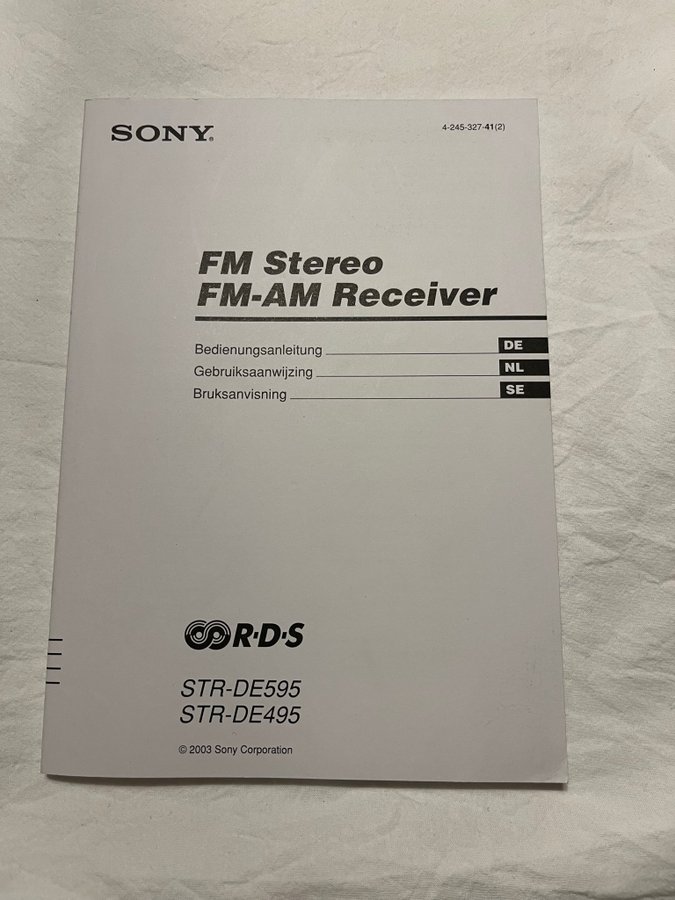 SONY®
4-245-327-41(2)
FM Stereo
FM-AM Receiver
Bedienungsanleitung DE
Gebruiksaanwijzing NL
Bruksanvisning SE
R·D·S
STR-DE595
STR-DE495
© 2003 Sony Corporation